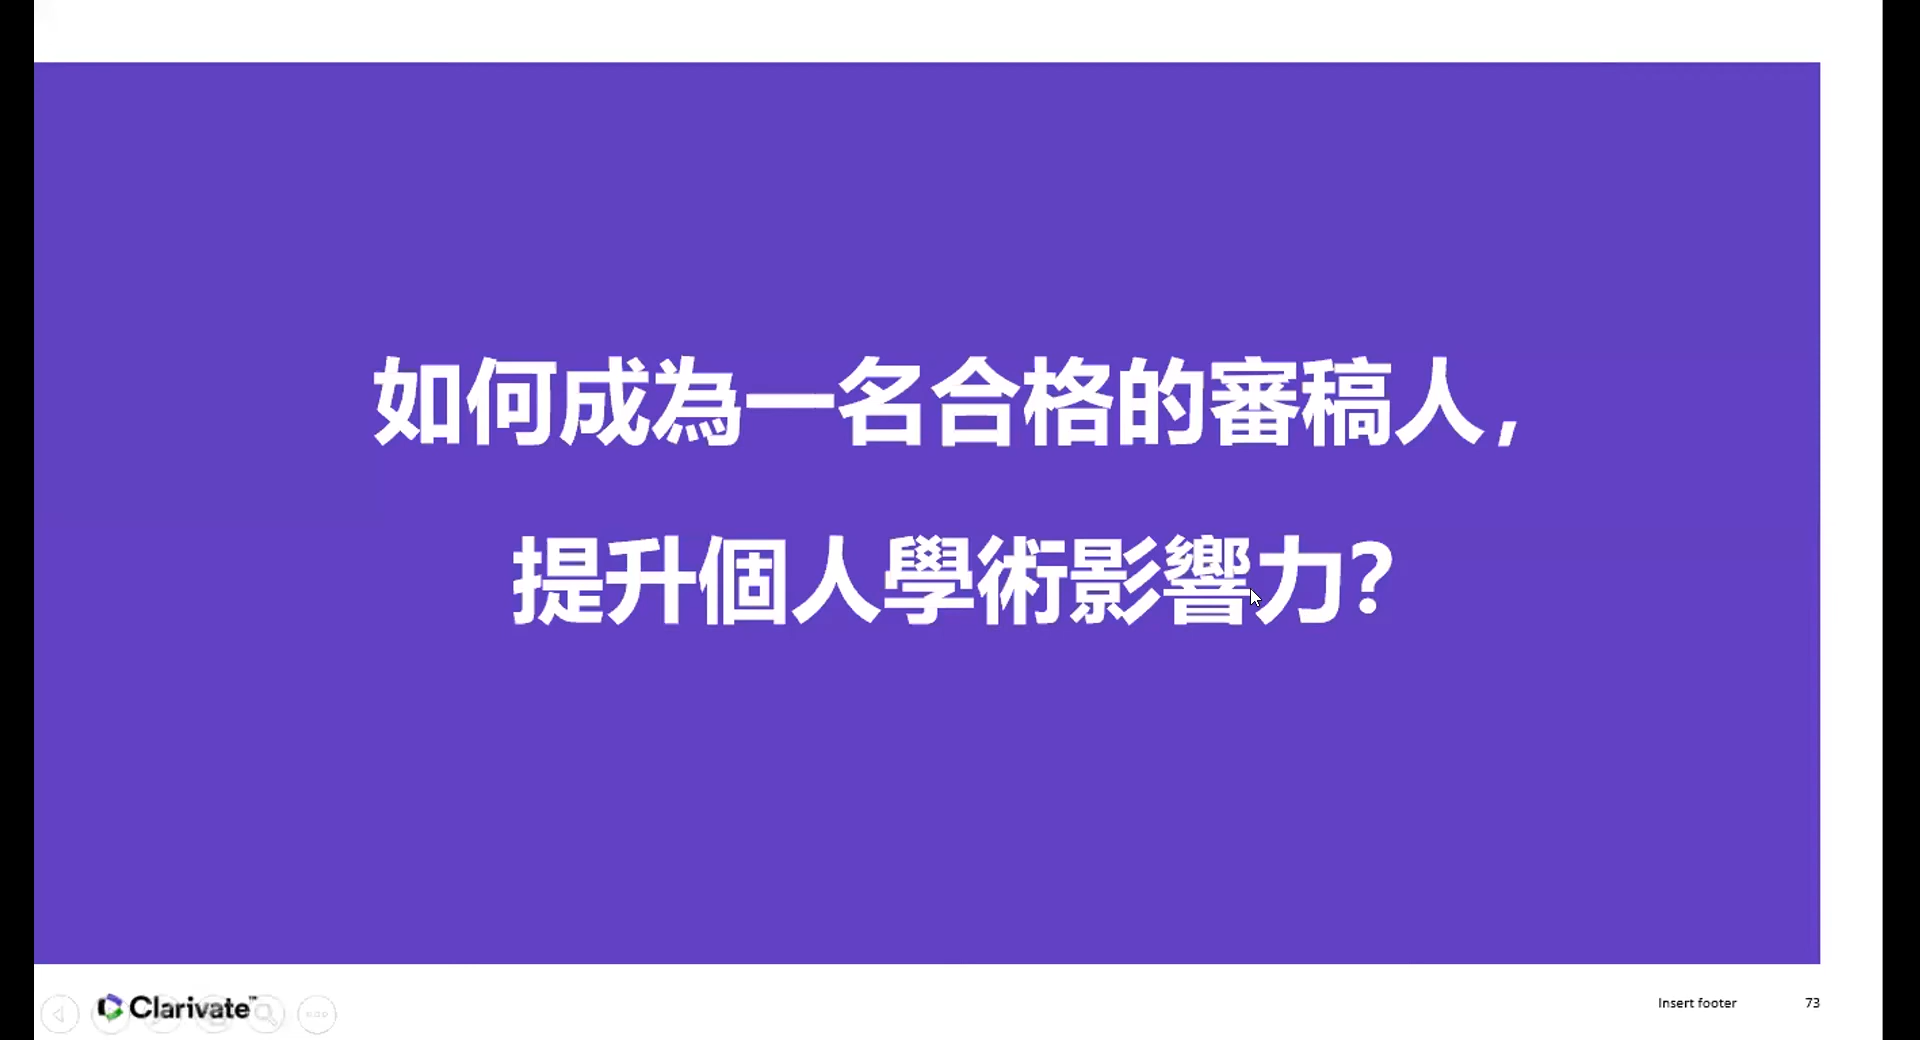 如何成為一名合格的審稿人，
提升個人學術影響力？
Clarivate™
Insert footer
73